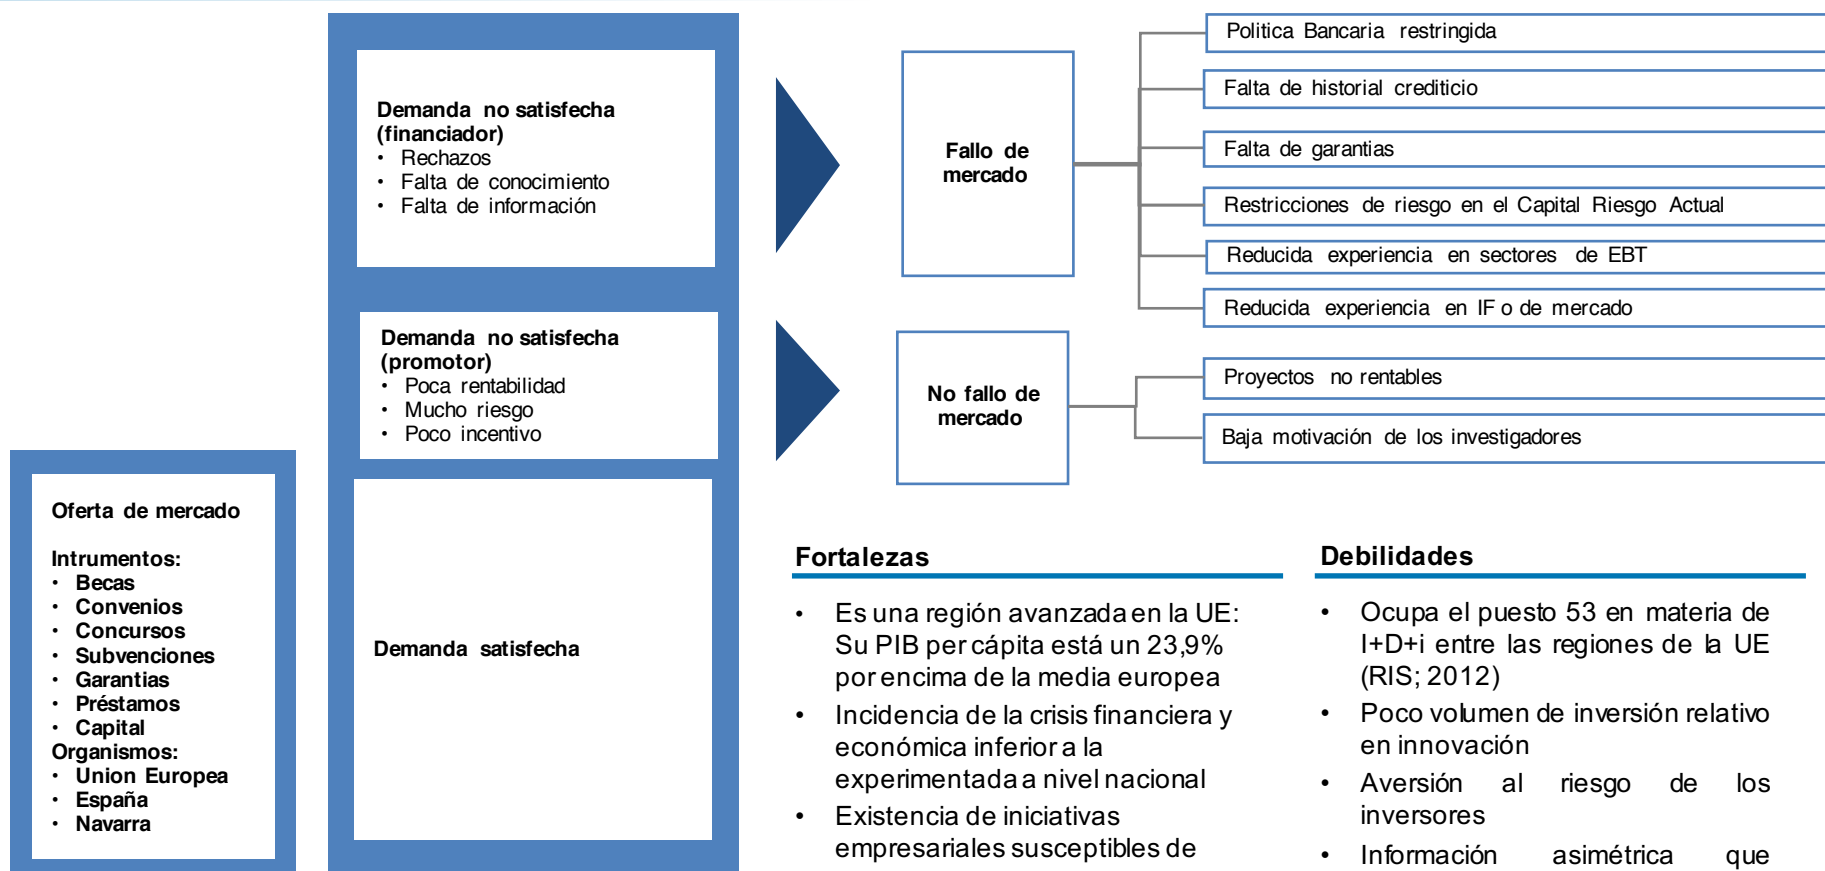 Demanda no satisfecha
(financiador)
• Rechazos
• Falta de conocimiento
• Falta de información
Demanda no satisfecha
(promotor)
• Poca rentabilidad
• Mucho riesgo
• Poco incentivo
Demanda satisfecha
Oferta de mercado
Intrumentos:
• Becas
• Convenios
• Concursos
• Subvenciones
• Garantias
• Préstamos
• Capital
Organismos:
• Union Europea
• España
• Navarra
Fallo de
mercado
Politica Bancaria restringida
Falta de historial crediticio
Falta de garantias
Restricciones de riesgo en el Capital Riesgo Actual
Reducida experiencia en sectores de EBT
Reducida experiencia en IF o de mercado
No fallo de
mercado
Proyectos no rentables
Baja motivación de los investigadores
Fortalezas
• Es una región avanzada en la UE:
Su PIB per cápita está un 23,9%
por encima de la media europea
• Incidencia de la crisis financiera y
económica inferior a la
experimentada a nivel nacional
• Existencia de iniciativas
empresariales susceptibles de
Debilidades
• Ocupa el puesto 53 en materia de
I+D+i entre las regiones de la UE
(RIS; 2012)
• Poco volumen de inversión relativo
en innovación
• Aversión al riesgo de los
inversores
• Información asimétrica que